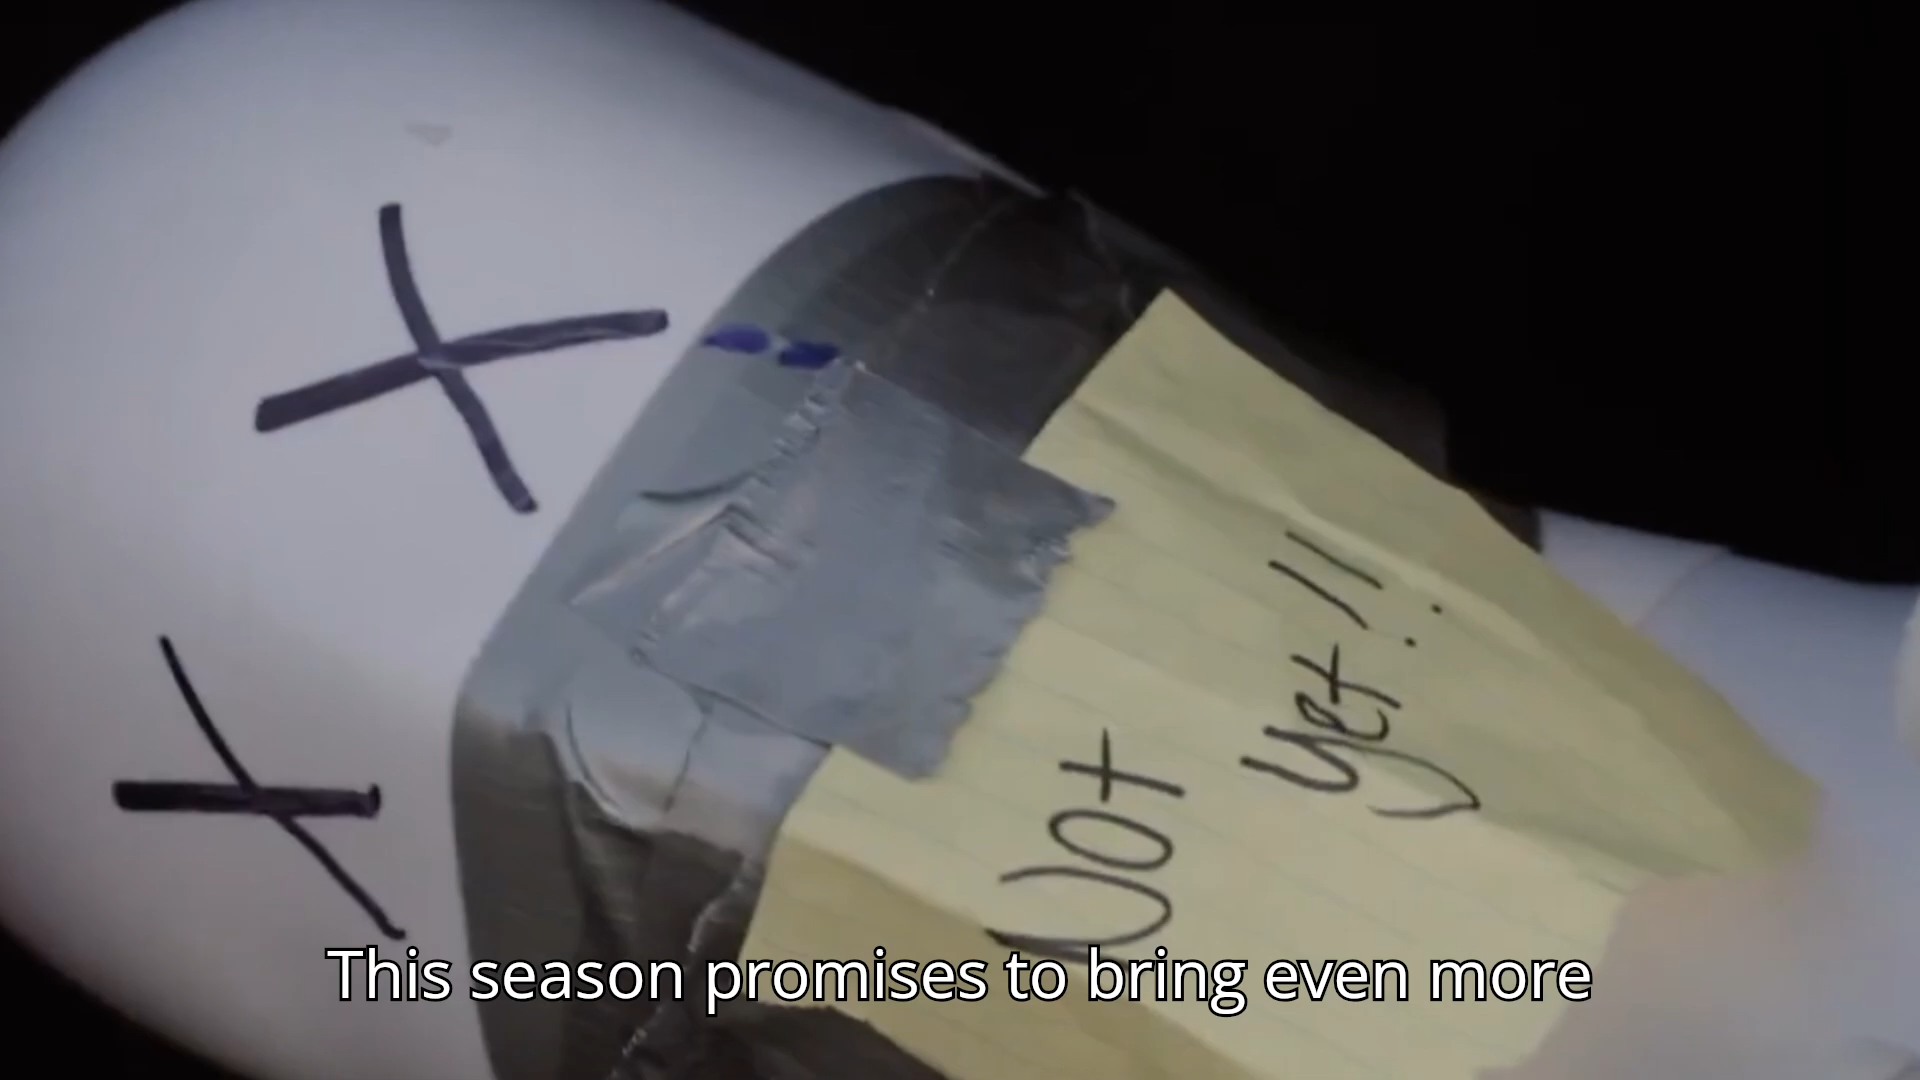 X
X
Not
yet!!
This season promises to bring even more